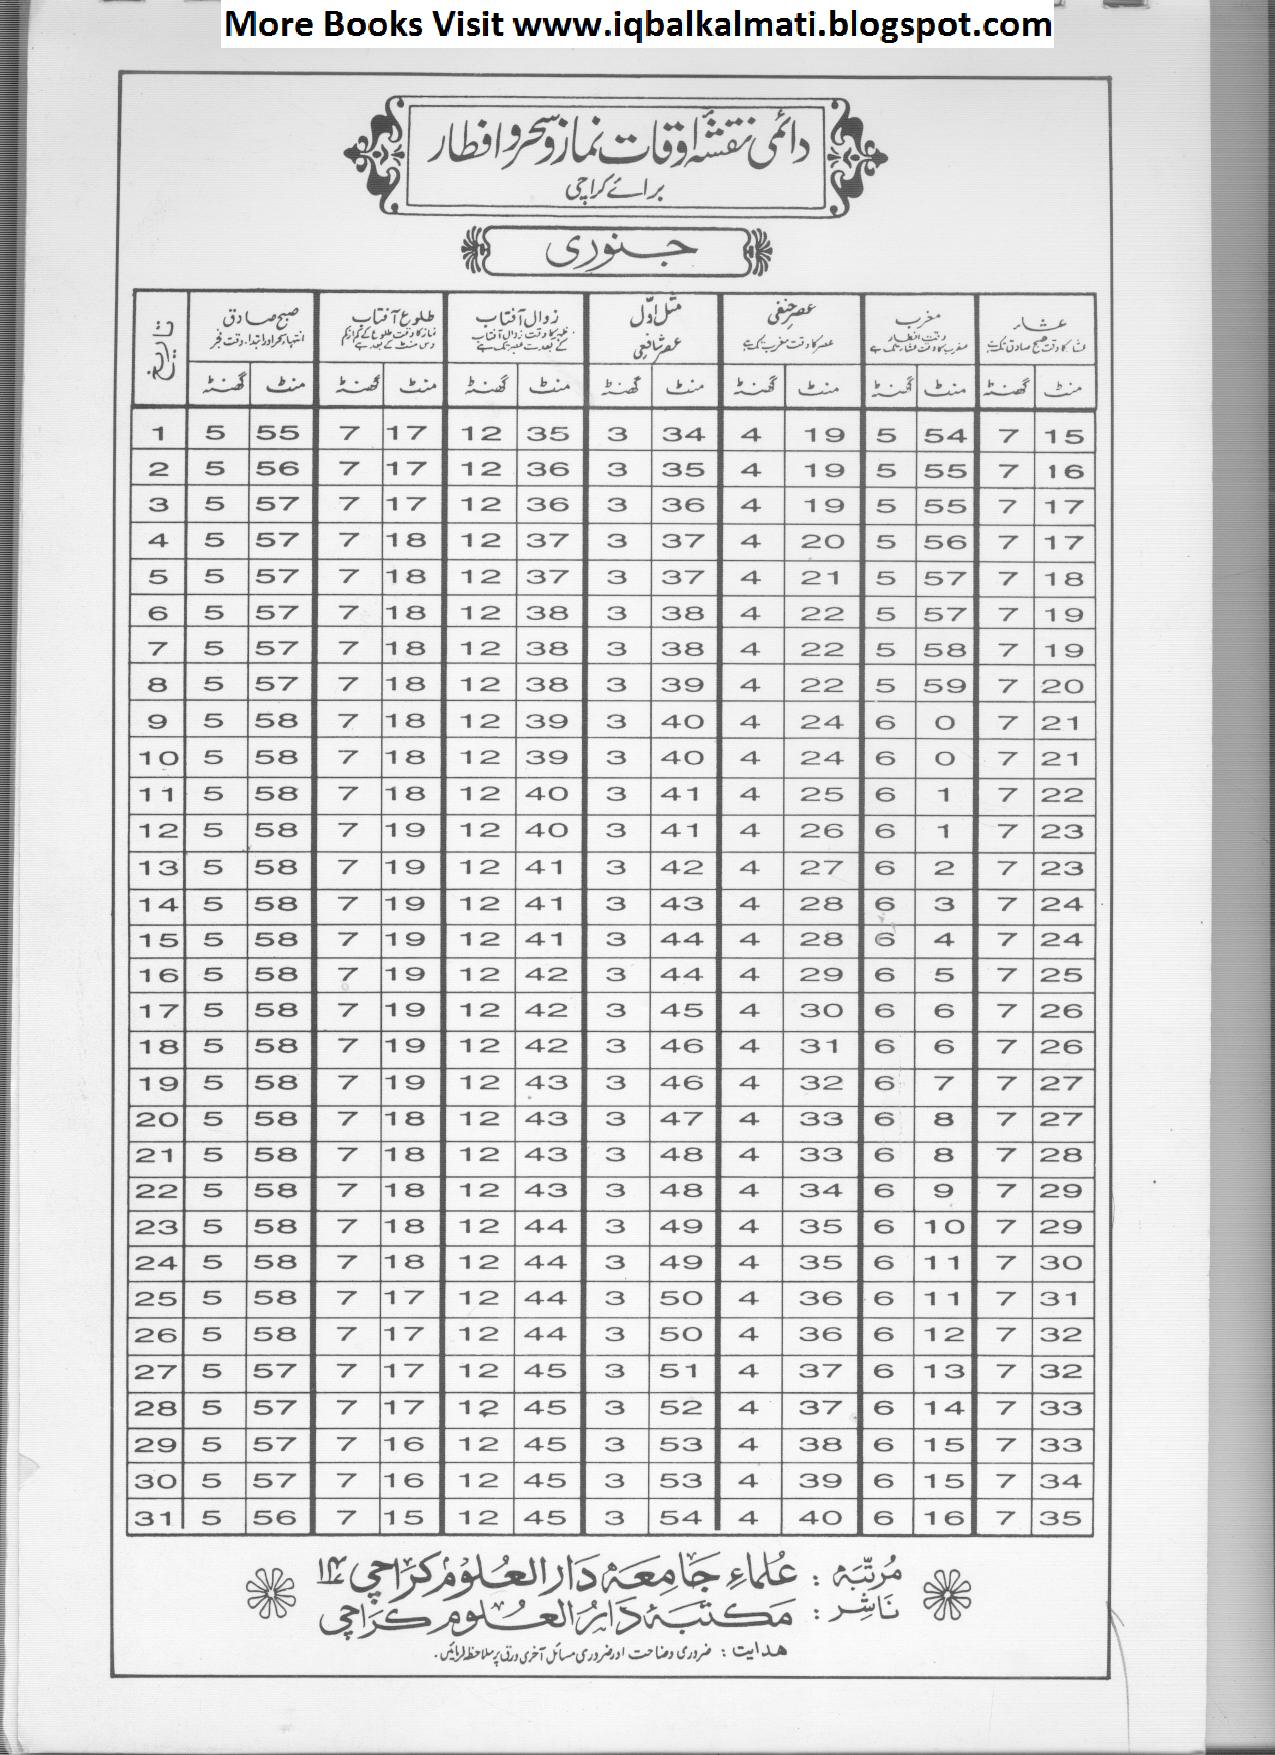 More Books Visit www.iqbalkalmati.blogspot.com
دائمی نقشہ اوقات نماز و سحر و افطار
برائے کراچی
جنوری
تاریخ صبح صادق طلوع آفتاب زوال آفتاب مثل اوّل عصر شافعی عصر حنفی مغرب عشاء
انتہاء سحر اور ابتداء وقت فجر
نماز کا وقت طلوع کے کم از کم دس منٹ کے بعد ہے
ظہر کا وقت زوال آفتاب کے بعد سے عصر تک ہے
عصر کا وقت مغرب تک ہے
وقت افطار مغرب کا وقت عشاء تک ہے
عشاء کا وقت صبح صادق تک ہے
گھنٹہ منٹ گھنٹہ منٹ گھنٹہ منٹ گھنٹہ منٹ گھنٹہ منٹ گھنٹہ منٹ گھنٹہ منٹ
1 5 55 7 17 12 35 3 34 4 19 5 54 7 15
2 5 56 7 17 12 36 3 35 4 19 5 55 7 16
3 5 57 7 17 12 36 3 36 4 19 5 55 7 17
4 5 57 7 18 12 37 3 37 4 20 5 56 7 17
5 5 57 7 18 12 37 3 37 4 21 5 57 7 18
6 5 57 7 18 12 38 3 38 4 22 5 57 7 19
7 5 57 7 18 12 38 3 38 4 22 5 58 7 19
8 5 57 7 18 12 38 3 39 4 22 5 59 7 20
9 5 58 7 18 12 39 3 40 4 24 6 0 7 21
10 5 58 7 18 12 39 3 40 4 24 6 0 7 21
11 5 58 7 18 12 40 3 41 4 25 6 1 7 22
12 5 58 7 19 12 40 3 41 4 26 6 1 7 23
13 5 58 7 19 12 41 3 42 4 27 6 2 7 23
14 5 58 7 19 12 41 3 43 4 28 6 3 7 24
15 5 58 7 19 12 41 3 44 4 28 6 4 7 24
16 5 58 7 19 12 42 3 44 4 29 6 5 7 25
17 5 58 7 19 12 42 3 45 4 30 6 6 7 26
18 5 58 7 19 12 42 3 46 4 31 6 6 7 26
19 5 58 7 19 12 43 3 46 4 32 6 7 7 27
20 5 58 7 18 12 43 3 47 4 33 6 8 7 27
21 5 58 7 18 12 43 3 48 4 33 6 8 7 28
22 5 58 7 18 12 43 3 48 4 34 6 9 7 29
23 5 58 7 18 12 44 3 49 4 35 6 10 7 29
24 5 58 7 18 12 44 3 49 4 35 6 11 7 30
25 5 58 7 17 12 44 3 50 4 36 6 11 7 31
26 5 58 7 17 12 44 3 50 4 36 6 12 7 32
27 5 57 7 17 12 45 3 51 4 37 6 13 7 32
28 5 57 7 17 12 45 3 52 4 37 6 14 7 33
29 5 57 7 16 12 45 3 53 4 38 6 15 7 33
30 5 57 7 16 12 45 3 53 4 39 6 15 7 34
31 5 56 7 15 12 45 3 54 4 40 6 16 7 35
مُرتّبہ : علماءِ جامعہ دار العلوم کراچی ۱۴
ناشر : مکتبہ دار العلوم کراچی
ہدایت : ضروری وضاحت اور ضروری مسائل آخری ورق پر ملاحظہ فرمائیں.